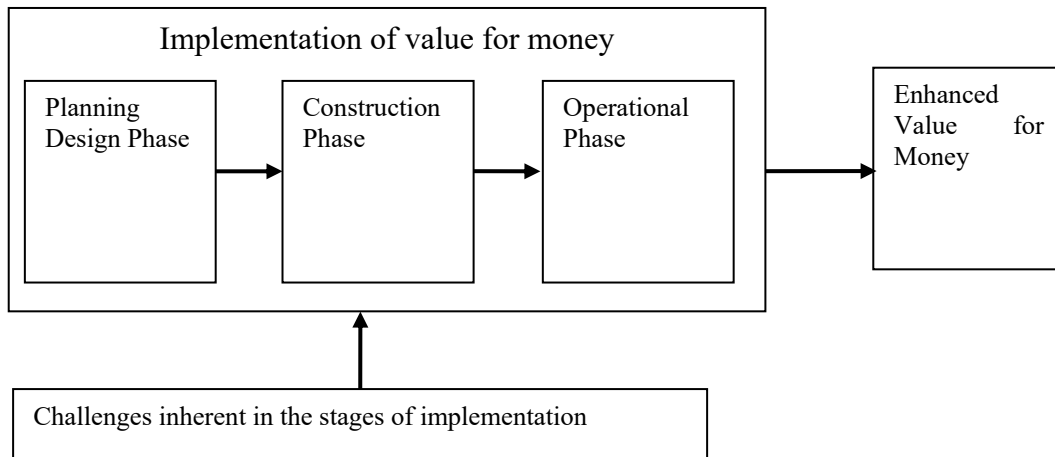 Implementation of value for money
Planning
Design Phase
Construction
Phase
Operational
Phase
Enhanced
Value for
Money
Challenges inherent in the stages of implementation